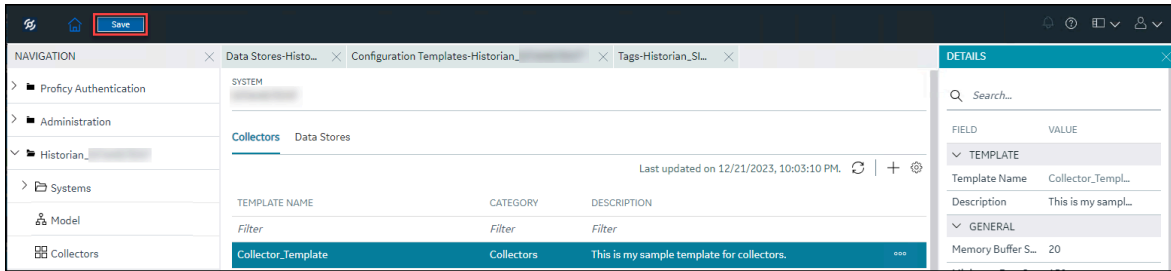 Save
NAVIGATION
Data Stores-Histo...
Configuration Templates-Historian_
Tags-Historian_SI...
DETAILS
Proficy Authentication
Administration
Historian_
Systems
Model
Collectors
SYSTEM
Collectors Data Stores
Last updated on 12/21/2023, 10:03:10 PM.
TEMPLATE NAME CATEGORY DESCRIPTION
Filter Filter Filter
Collector_Template Collectors This is my sample template for collectors.
Search...
FIELD VALUE
TEMPLATE
Template Name Collector_Templ...
Description This is my sampl...
GENERAL
Memory Buffer S... 20